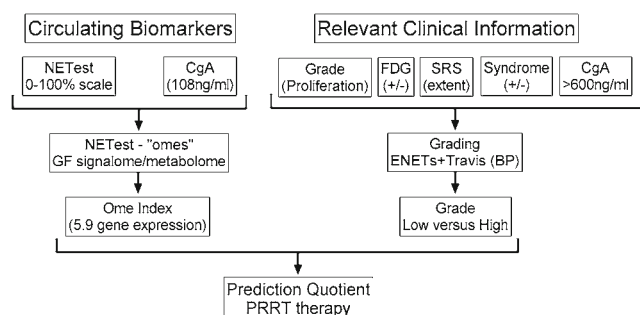 Circulating Biomarkers
Relevant Clinical Information
NETest
0-100% scale
CgA
(108ng/ml)
Grade
(Proliferation)
FDG
(+/-)
SRS
(extent)
Syndrome
(+/-)
CgA
>600ng/ml
NETest - "omes"
GF signalome/metabolome
Grading
ENETs+Travis (BP)
Ome Index
(5.9 gene expression)
Grade
Low versus High
Prediction Quotient
PRRT therapy